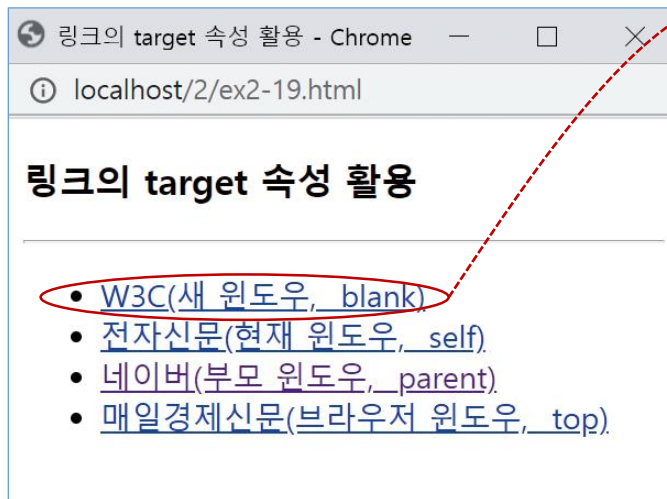 링크의 target 속성 활용 - Chrome
localhost/2/ex2-19.html
링크의 target 속성 활용
W3C(새 윈도우, _blank)
전자신문(현재 윈도우, _self)
네이버(부모 윈도우, _parent)
매일경제신문(브라우저 윈도우, _top)